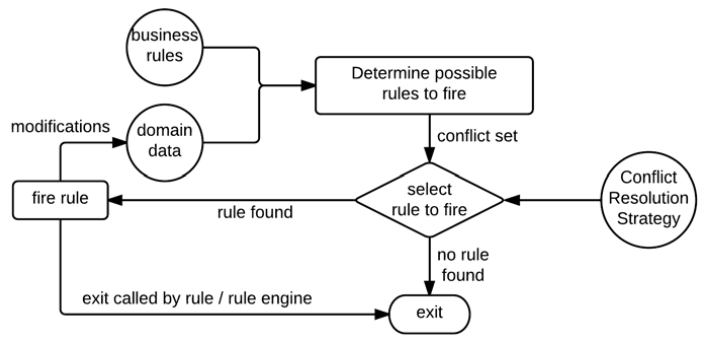 business
rules
Determine possible
rules to fire
modifications
domain
data
conflict set
fire rule
select
rule to fire
Conflict
Resolution
Strategy
rule found
no rule
found
exit called by rule / rule engine
exit